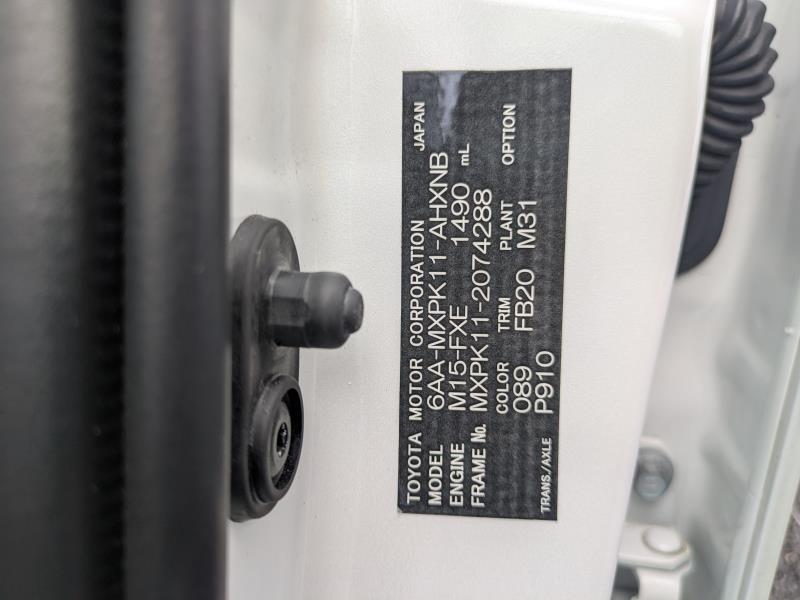 TOYOTA MOTOR CORPORATION JAPAN
MODEL 6AA-MXPK11-AHXNB
ENGINE M15-FXE 1490 mL
FRAME No. MXPK11-2074288
COLOR TRIM PLANT OPTION
089 FB20 M31
TRANS./AXLE P910